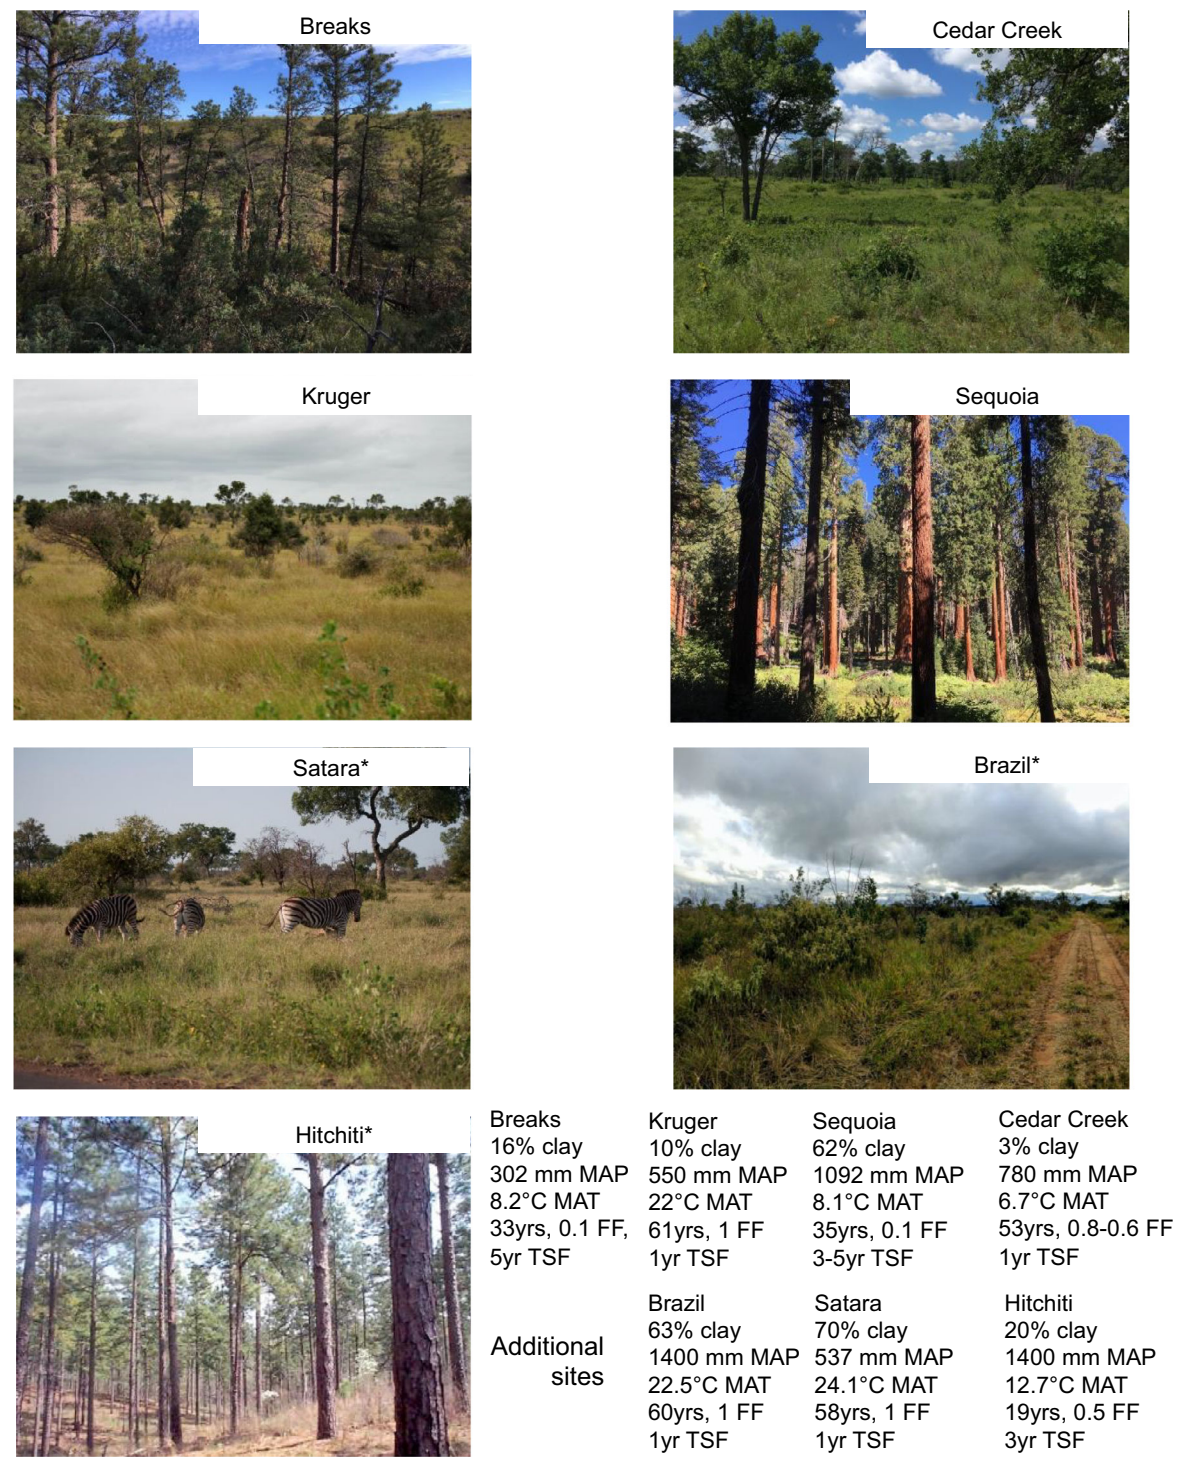 Breaks
Cedar Creek
Kruger
Sequoia
Satara*
Brazil*
Hitchiti*
Breaks
16% clay
302 mm MAP
8.2°C MAT
33yrs, 0.1 FF,
5yr TSF
Kruger
10% clay
550 mm MAP
22°C MAT
61yrs, 1 FF
1yr TSF
Sequoia
62% clay
1092 mm MAP
8.1°C MAT
35yrs, 0.1 FF
3-5yr TSF
Cedar Creek
3% clay
780 mm MAP
6.7°C MAT
53yrs, 0.8-0.6 FF
1yr TSF
Additional
sites
Brazil
63% clay
1400 mm MAP
22.5°C MAT
60yrs, 1 FF
1yr TSF
Satara
70% clay
537 mm MAP
24.1°C MAT
58yrs, 1 FF
1yr TSF
Hitchiti
20% clay
1400 mm MAP
12.7°C MAT
19yrs, 0.5 FF
3yr TSF